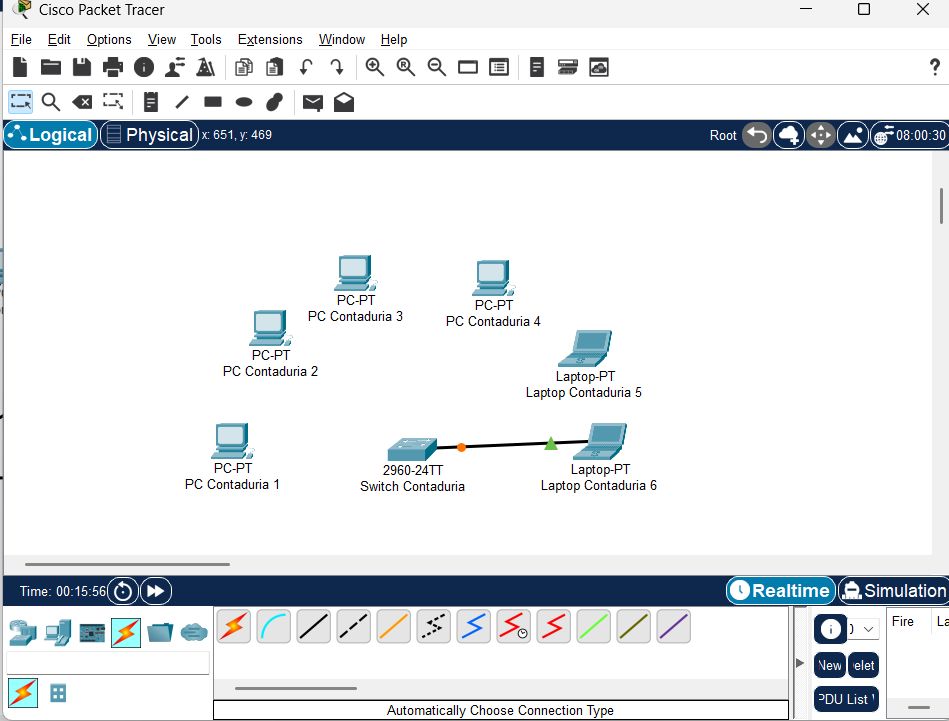 Cisco Packet Tracer
File Edit Options View Tools Extensions Window Help
Logical Physical x: 651, y: 469 Root 08:00:30
PC-PT
PC Contaduria 3
PC-PT
PC Contaduria 4
PC-PT
PC Contaduria 2
Laptop-PT
Laptop Contaduria 5
PC-PT
PC Contaduria 1
2960-24TT
Switch Contaduria
Laptop-PT
Laptop Contaduria 6
Time: 00:15:56 Realtime Simulation
Fire La
New elet
PDU List
Automatically Choose Connection Type